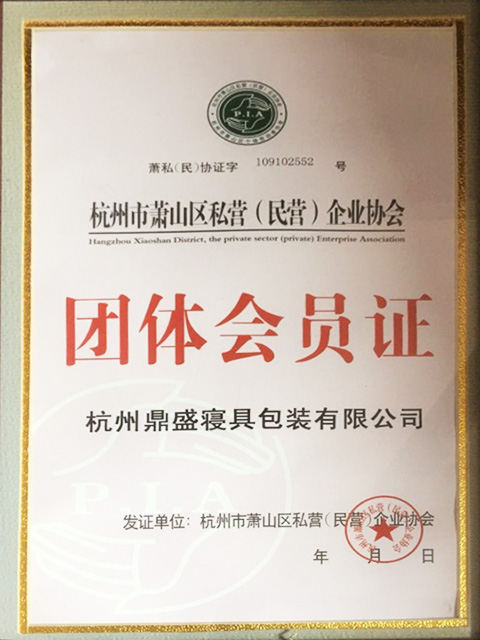 P.I.A
萧私(民)协证字 109102552 号
杭州市萧山区私营(民营)企业协会
Hangzhou Xiaoshan District, the private sector (private) Enterprise Association
团体会员证
杭州鼎盛寝具包装有限公司
PIA
发证单位：杭州市萧山区私营(民营)企业协会
年 月 日